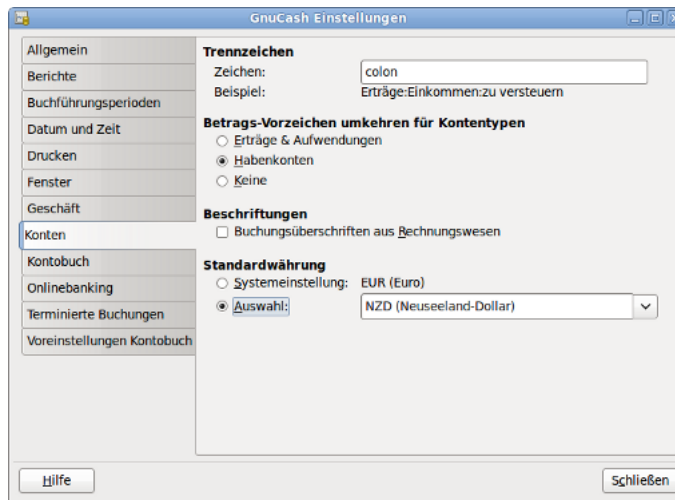 GnuCash Einstellungen
Allgemein
Berichte
Buchführungsperioden
Datum und Zeit
Drucken
Fenster
Geschäft
Konten
Kontobuch
Onlinebanking
Terminierte Buchungen
Voreinstellungen Kontobuch
Trennzeichen
Zeichen: colon
Beispiel: Erträge:Einkommen:zu versteuern
Betrags-Vorzeichen umkehren für Kontentypen
Erträge & Aufwendungen
Habenkonten
Keine
Beschriftungen
Buchungsüberschriften aus Rechnungswesen
Standardwährung
Systemeinstellung: EUR (Euro)
Auswahl: NZD (Neuseeland-Dollar)
Hilfe
Schließen